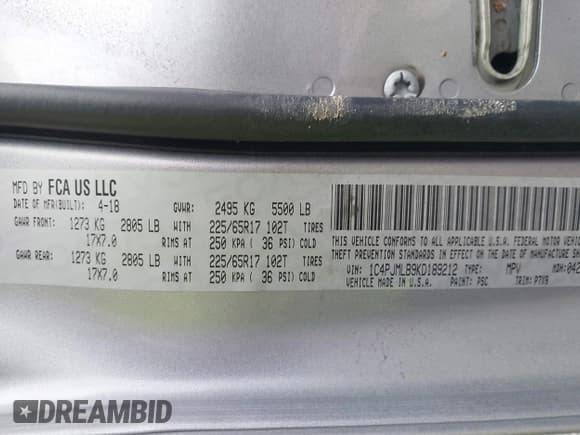 MFD BY FCA US LLC
DATE OF MFR(BUILT): 4-18 GVWR: 2495 KG 5500 LB
GAWR FRONT: 1273 KG 2805 LB 225/65R17 102T TIRES
17X7.0 RIMS AT 250 KPA ( 36 PSI) COLD
GAWR REAR: 1273 KG 2805 LB 225/65R17 102T TIRES
17X7.0 RIMS AT 250 KPA ( 36 PSI) COLD
THIS VEHICLE CONFORMS TO ALL APPLICABLE U.S.A. FEDERAL MOTOR
THEFT PREVENTION STANDARDS IN EFFECT ON THE DATE OF MANUFACTURE
VIN: 1C4PJMLB9KD189212 TYPE: MPV MDH: 042
VEHICLE MADE IN U.S.A. PAINT: PSC TRIM: P7X9
DREAMBID